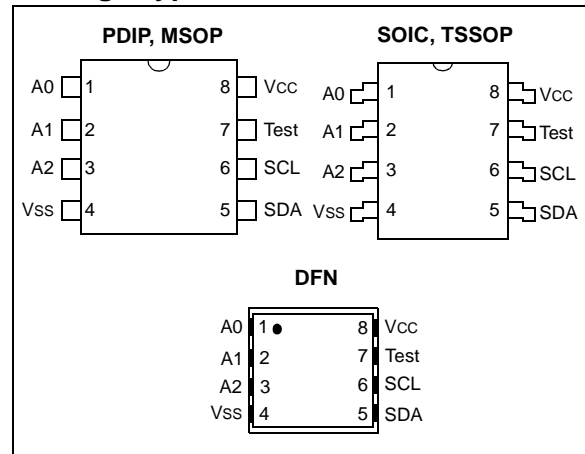 PDIP, MSOP
A0 1 8 VCC
A1 2 7 Test
A2 3 6 SCL
VSS 4 5 SDA
SOIC, TSSOP
A0 1 8 VCC
A1 2 7 Test
A2 3 6 SCL
VSS 4 5 SDA
DFN
A0 1 8 VCC
A1 2 7 Test
A2 3 6 SCL
VSS 4 5 SDA